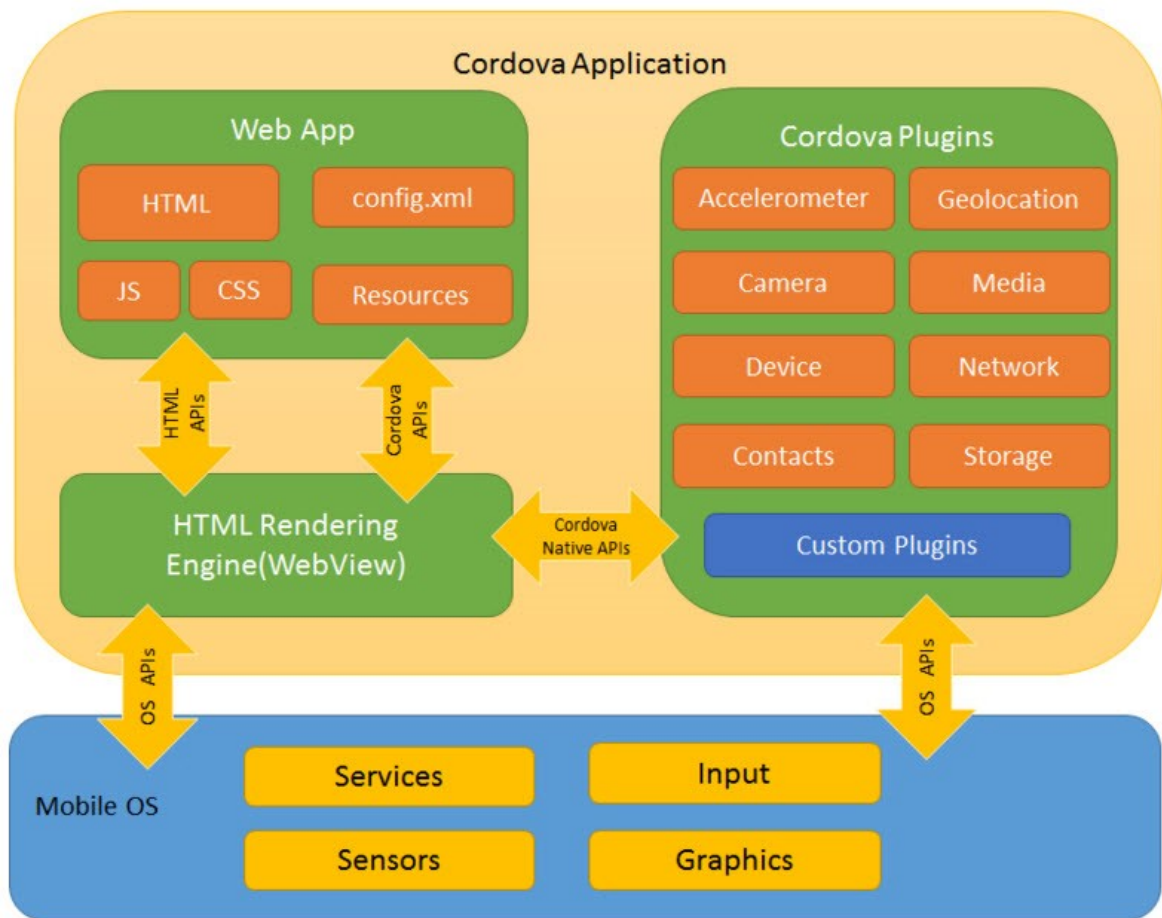 Cordova Application
Web App
HTML
config.xml
JS
CSS
Resources
HTML
APIs
Cordova
APIs
HTML Rendering
Engine(WebView)
Cordova
Native APIs
Cordova Plugins
Accelerometer
Geolocation
Camera
Media
Device
Network
Contacts
Storage
Custom Plugins
OS APIs
OS APIs
Mobile OS
Services
Input
Sensors
Graphics